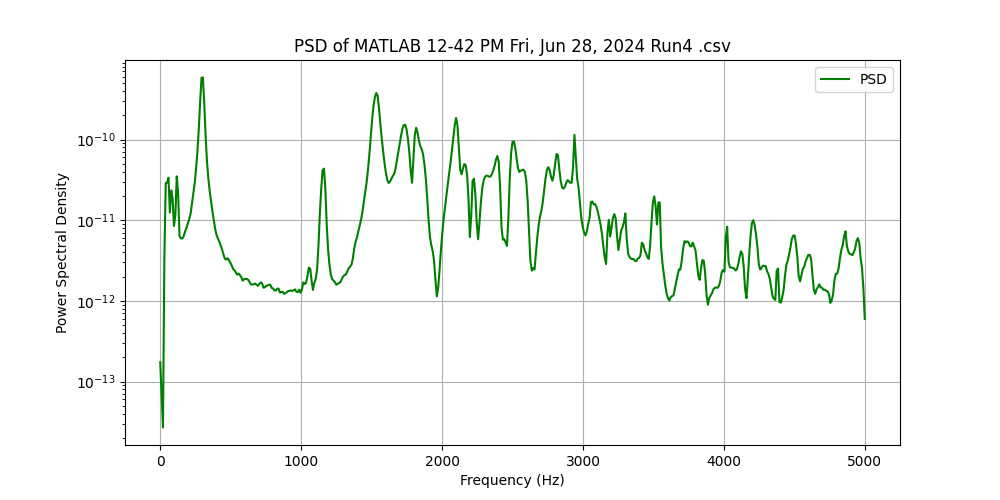 PSD of MATLAB 12-42 PM Fri, Jun 28, 2024 Run4 .csv
PSD
Power Spectral Density
10⁻¹⁰
10⁻¹¹
10⁻¹²
10⁻¹³
0 1000 2000 3000 4000 5000
Frequency (Hz)